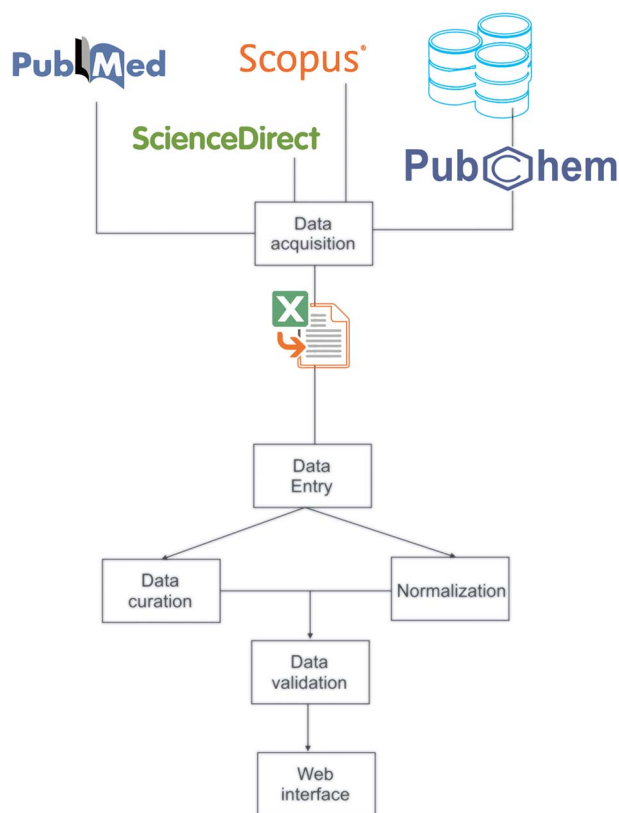 PubMed
Scopus®
ScienceDirect
PubChem
Data
acquisition
X
Data
Entry
Data
curation
Normalization
Data
validation
Web
interface